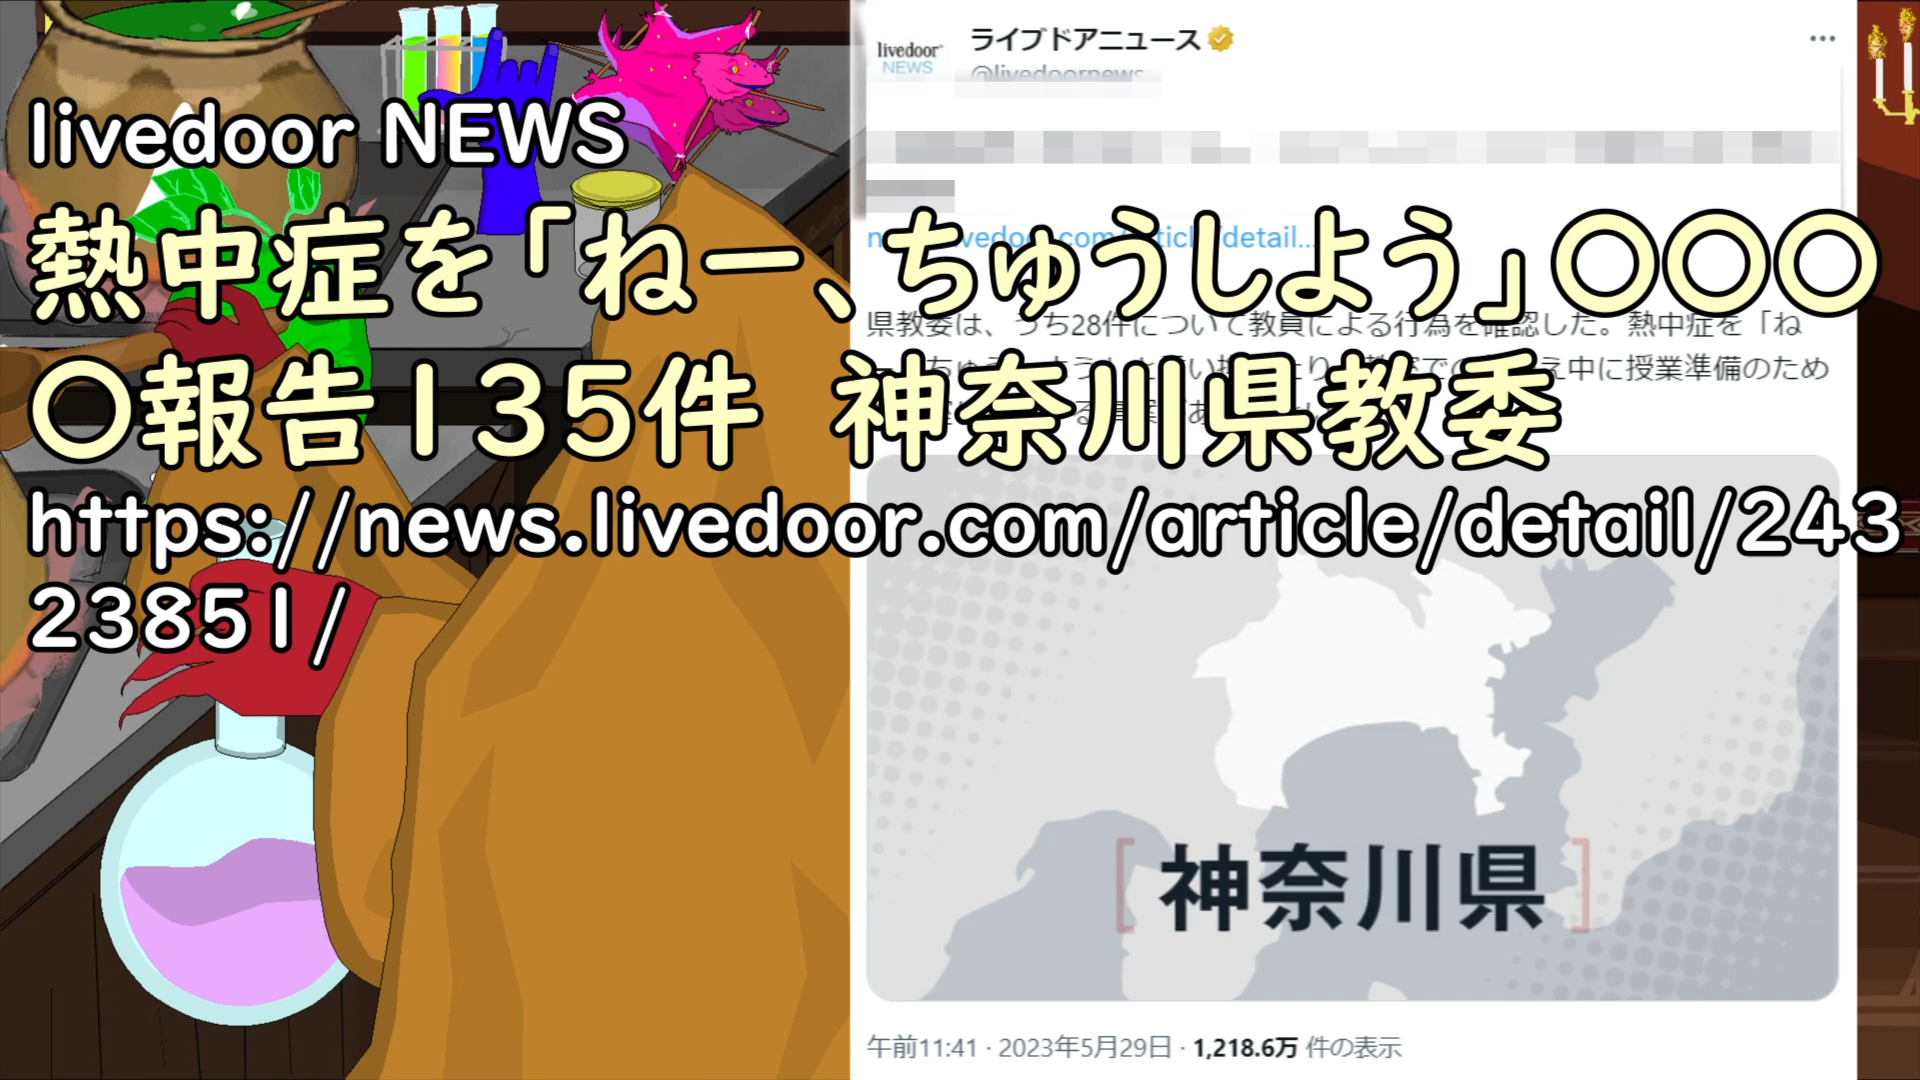 livedoor NEWS
熱中症を「ねー、ちゅうしよう」〇〇〇
〇報告135件　神奈川県教委
https://news.livedoor.com/article/detail/243
23851/
livedoor
NEWS
ライブドアニュース
@livedoornews
県教委は、うち28件について教員による行為を確認した。熱中症を「ね
え中に授業準備のため
[神奈川県]
午前11:41 · 2023年5月29日 · 1,218.6万 件の表示